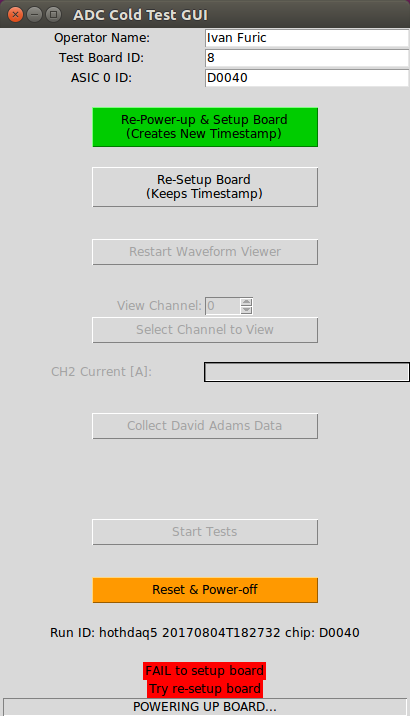 ADC Cold Test GUI
Operator Name: Ivan Furic
Test Board ID: 8
ASIC 0 ID: D0040
Re-Power-up & Setup Board
(Creates New Timestamp)
Re-Setup Board
(Keeps Timestamp)
Restart Waveform Viewer
View Channel: 0
Select Channel to View
CH2 Current [A]:
Collect David Adams Data
Start Tests
Reset & Power-off
Run ID: hothdaq5 20170804T182732 chip: D0040
FAIL to setup board
Try re-setup board
POWERING UP BOARD...